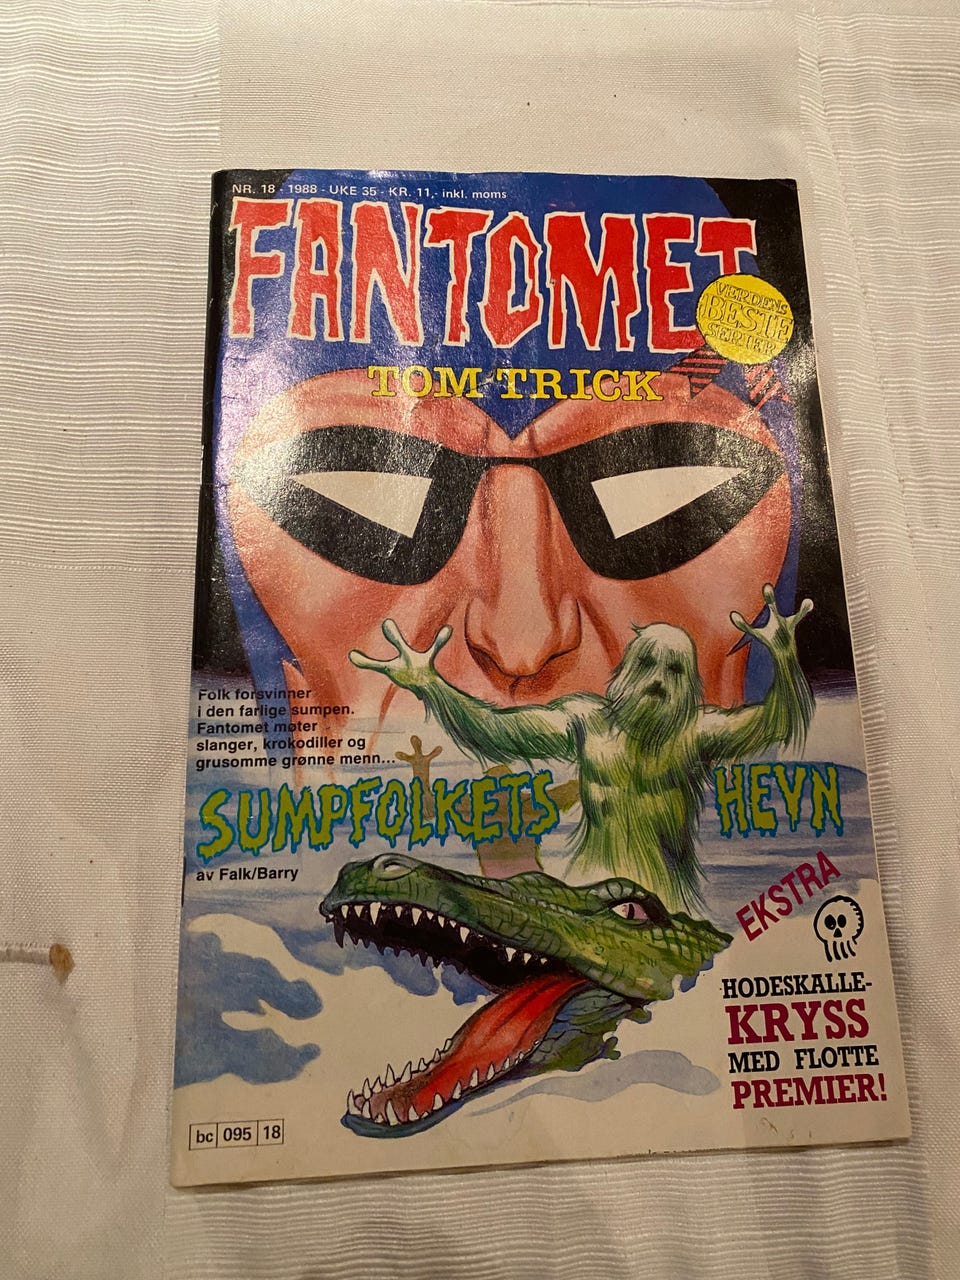 NR. 18 - 1988 - UKE 35 - KR. 11,- inkl. moms
FANTOMET
VERDENS
BESTE
SERIER
TOM TRICK
Folk forsvinner
i den farlige sumpen.
Fantomet møter
slanger, krokodiller og
grusomme grønne menn...
SUMPFOLKETS HEVN
av Falk/Barry
EKSTRA
HODESKALLE-
KRYSS
MED FLOTTE
PREMIER!
bc 095 18